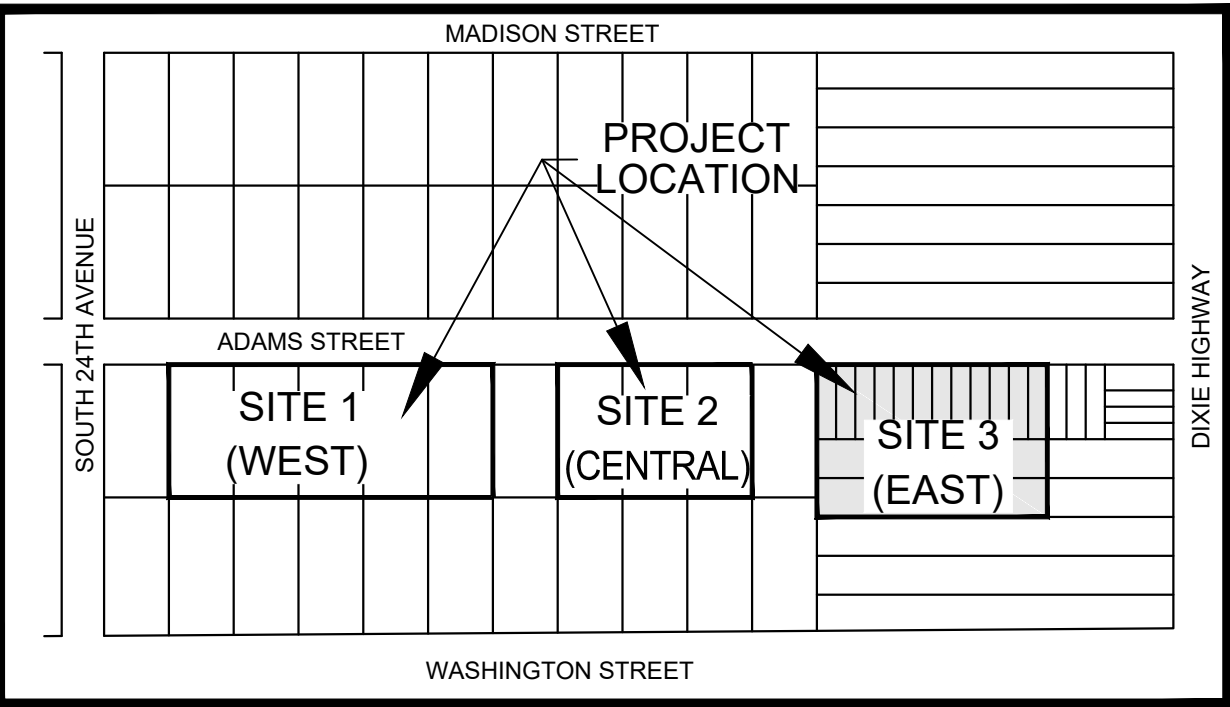 MADISON STREET
PROJECT
LOCATION
SOUTH 24TH AVENUE
ADAMS STREET
DIXIE HIGHWAY
SITE 1
(WEST)
SITE 2
(CENTRAL)
SITE 3
(EAST)
WASHINGTON STREET